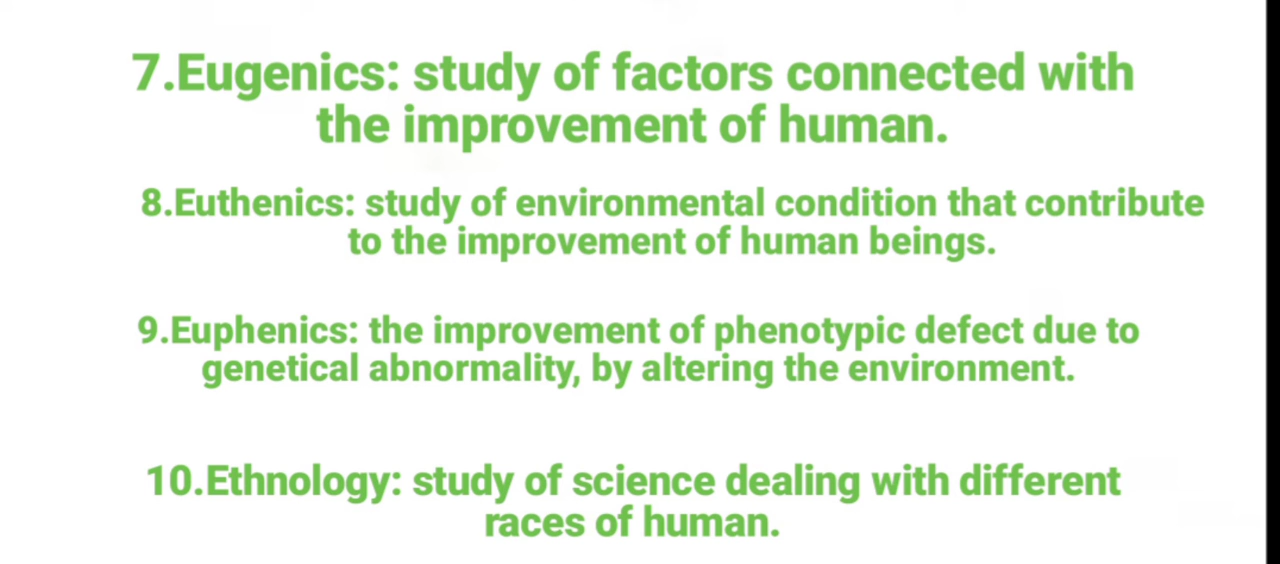 7.Eugenics: study of factors connected with
the improvement of human.
8.Euthenics: study of environmental condition that contribute
to the improvement of human beings.
9.Euphenics: the improvement of phenotypic defect due to
genetical abnormality, by altering the environment.
10.Ethnology: study of science dealing with different
races of human.